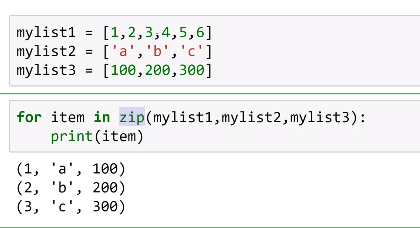 mylist1 = [1,2,3,4,5,6]
mylist2 = ['a','b','c']
mylist3 = [100,200,300]
for item in zip(mylist1,mylist2,mylist3):
    print(item)
(1, 'a', 100)
(2, 'b', 200)
(3, 'c', 300)